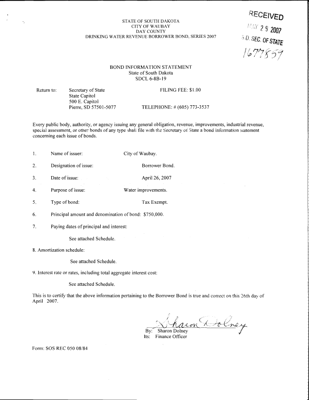 STATE OF SOUTH DAKOTA
CITY OF WAUBAY
DAY COUNTY
DRINKING WATER REVENUE BORROWER BOND, SERIES 2007
RECEIVED
25 2007
S.D. SEC. OF STATE
1677857
BOND INFORMATION STATEMENT
State of South Dakota
SDCL 6-8B-19
Return to: Secretary of State FILING FEE: $1.00
State Capitol
500 E. Capitol
Pierre, SD 57501-5077 TELEPHONE: # (605) 773-3537
Every public body, authority, or agency issuing any general obligation, revenue, improvements, industrial revenue,
special assessment, or other bonds of any type shall file with the Secretary of State a bond information statement
concerning each issue of bonds.
1. Name of issuer: City of Waubay.
2. Designation of issue: Borrower Bond.
3. Date of issue: April 26, 2007
4. Purpose of issue: Water improvements.
5. Type of bond: Tax Exempt.
6. Principal amount and denomination of bond: $750,000.
7. Paying dates of principal and interest:
See attached Schedule.
8. Amortization schedule:
See attached Schedule.
9. Interest rate or rates, including total aggregate interest cost:
See attached Schedule.
This is to certify that the above information pertaining to the Borrower Bond is true and correct on this 26th day of
April 2007.
By: Sharon Dolney
Its: Finance Officer
Form: SOS REC 050 08/84